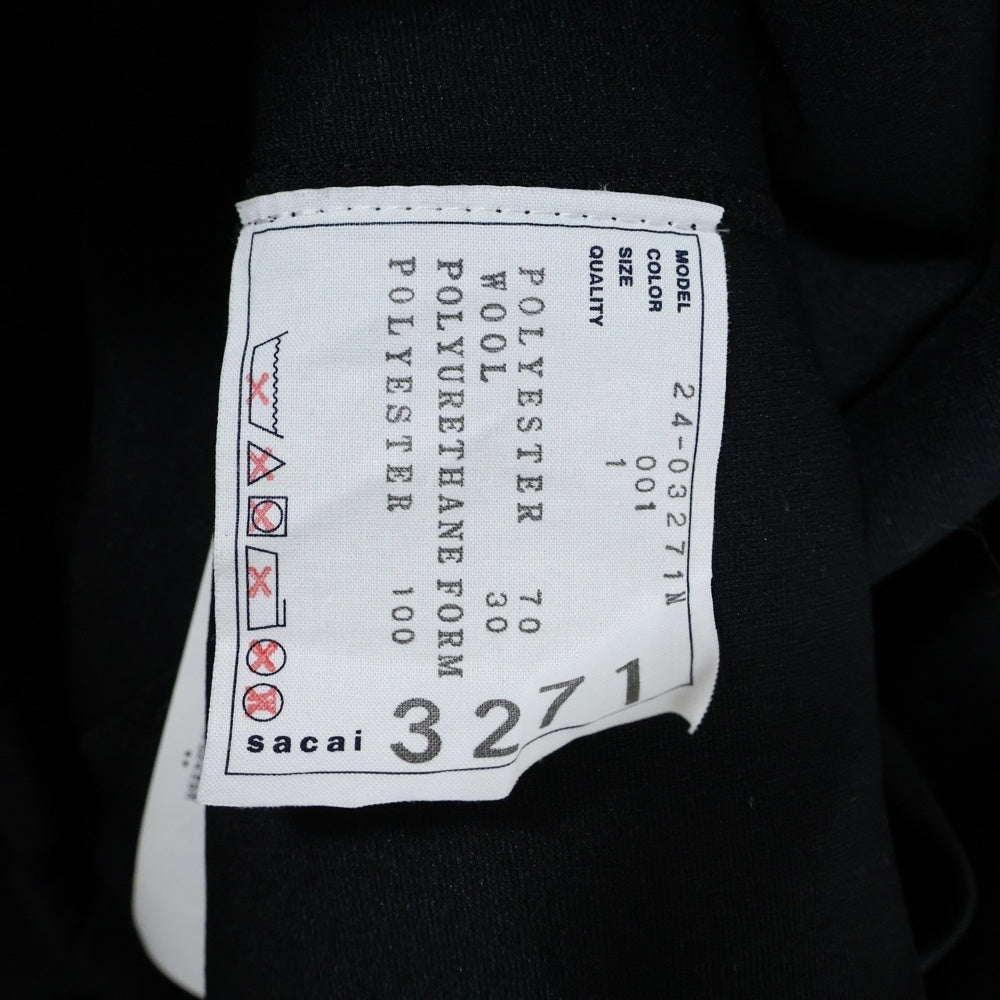 MODEL 24-03271N
COLOR 001
SIZE 1
QUALITY
POLYESTER 70
WOOL 30
POLYURETHANE FORM
POLYESTER 100
3271
sacai